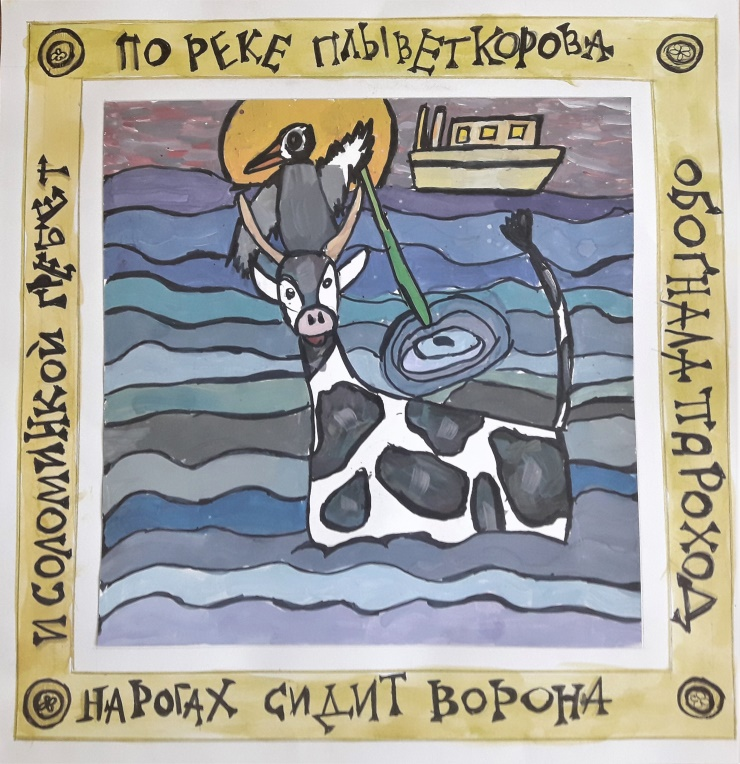 ПО РЕКЕ ПЛЫВЕТ КОРОВА
ОБОГНАЛА ПАРОХОД
НА РОГАХ СИДИТ ВОРОНА
И СОЛОМИНКОЙ ГРЕБЕТ